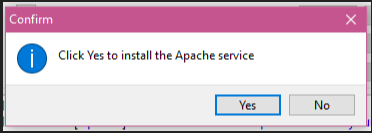 Confirm
Click Yes to install the Apache service
Yes
No